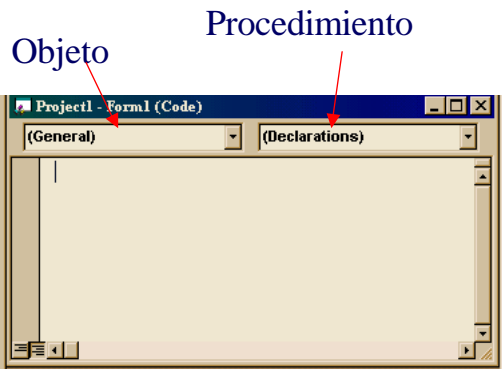 Procedimiento
Objeto
Project1 - Form1 (Code)
(General) (Declarations)